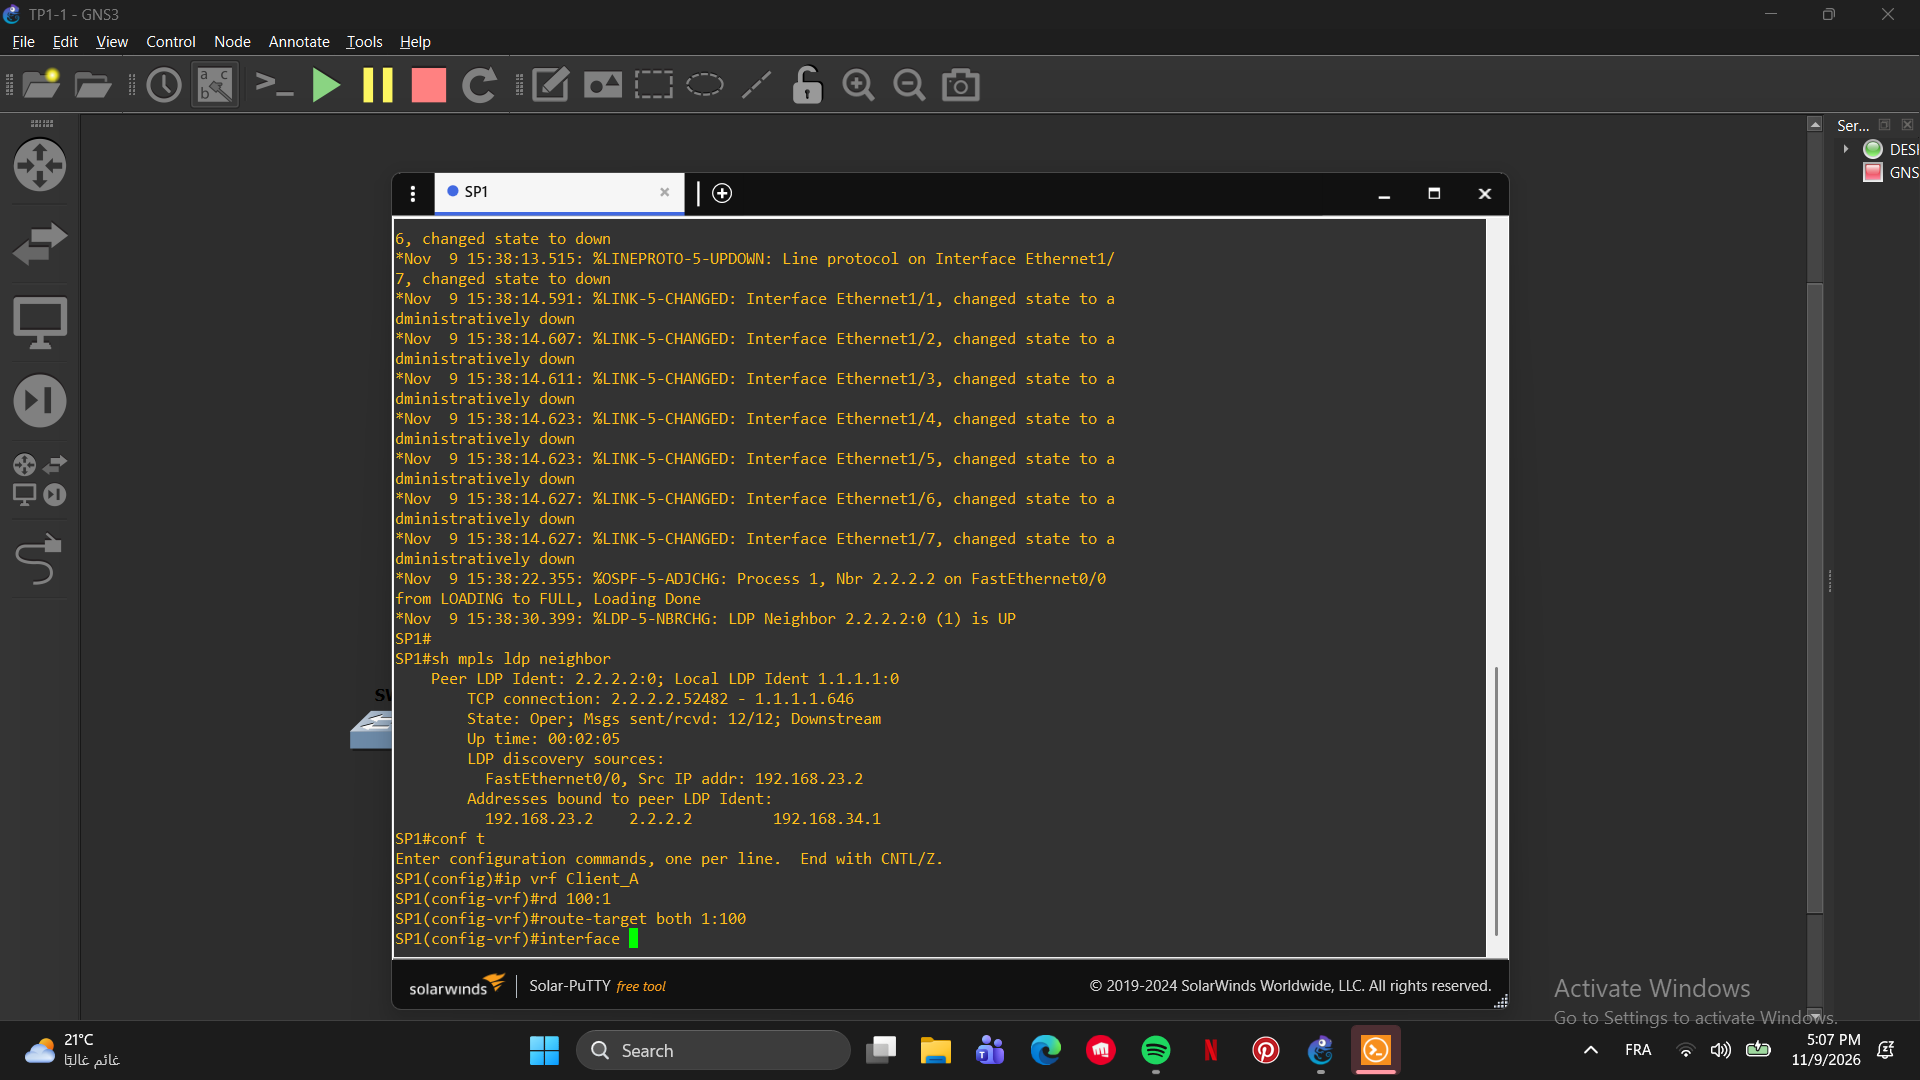 TP1-1 - GNS3
File Edit View Control Node Annotate Tools Help
Ser...
DESI
GNS
SP1
6, changed state to down
*Nov  9 15:38:13.515: %LINEPROTO-5-UPDOWN: Line protocol on Interface Ethernet1/
7, changed state to down
*Nov  9 15:38:14.591: %LINK-5-CHANGED: Interface Ethernet1/1, changed state to a
dministratively down
*Nov  9 15:38:14.607: %LINK-5-CHANGED: Interface Ethernet1/2, changed state to a
dministratively down
*Nov  9 15:38:14.611: %LINK-5-CHANGED: Interface Ethernet1/3, changed state to a
dministratively down
*Nov  9 15:38:14.623: %LINK-5-CHANGED: Interface Ethernet1/4, changed state to a
dministratively down
*Nov  9 15:38:14.623: %LINK-5-CHANGED: Interface Ethernet1/5, changed state to a
dministratively down
*Nov  9 15:38:14.627: %LINK-5-CHANGED: Interface Ethernet1/6, changed state to a
dministratively down
*Nov  9 15:38:14.627: %LINK-5-CHANGED: Interface Ethernet1/7, changed state to a
dministratively down
*Nov  9 15:38:22.355: %OSPF-5-ADJCHG: Process 1, Nbr 2.2.2.2 on FastEthernet0/0
from LOADING to FULL, Loading Done
*Nov  9 15:38:30.399: %LDP-5-NBRCHG: LDP Neighbor 2.2.2.2:0 (1) is UP
SP1#
SP1#sh mpls ldp neighbor
Peer LDP Ident: 2.2.2.2:0; Local LDP Ident 1.1.1.1:0
TCP connection: 2.2.2.2.52482 - 1.1.1.1.646
State: Oper; Msgs sent/rcvd: 12/12; Downstream
Up time: 00:02:05
LDP discovery sources:
FastEthernet0/0, Src IP addr: 192.168.23.2
Addresses bound to peer LDP Ident:
192.168.23.2    2.2.2.2         192.168.34.1
SP1#conf t
Enter configuration commands, one per line.  End with CNTL/Z.
SP1(config)#ip vrf Client_A
SP1(config-vrf)#rd 100:1
SP1(config-vrf)#route-target both 1:100
SP1(config-vrf)#interface
solarwinds Solar-PuTTY free tool © 2019-2024 SolarWinds Worldwide, LLC. All rights reserved.
Activate Windows
Go to Settings to activate Windows.
21°C
غائم غالبًا
Search
FRA
5:07 PM
11/9/2026